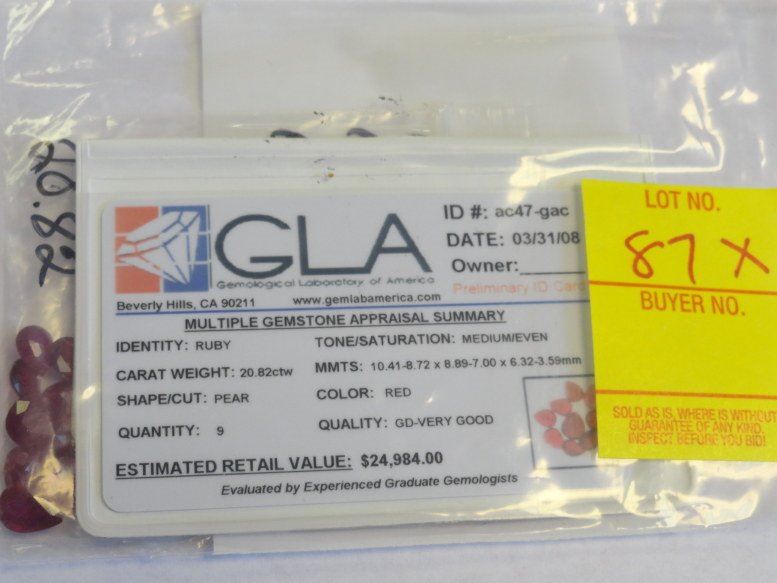 20.82
GLA
Gemological Laboratory of America
Beverly Hills, CA 90211 www.gemlabamerica.com
ID #: ac47-gac
DATE: 03/31/08
Owner:
Preliminary ID Card
MULTIPLE GEMSTONE APPRAISAL SUMMARY
IDENTITY: RUBY TONE/SATURATION: MEDIUM/EVEN
CARAT WEIGHT: 20.82ctw MMTS: 10.41-8.72 x 8.89-7.00 x 6.32-3.59mm
SHAPE/CUT: PEAR COLOR: RED
QUANTITY: 9 QUALITY: GD-VERY GOOD
ESTIMATED RETAIL VALUE: $24,984.00
Evaluated by Experienced Graduate Gemologists
LOT NO.
87 X
BUYER NO.
SOLD AS IS, WHERE IS WITHOUT
GUARANTEE OF ANY KIND.
INSPECT BEFORE YOU BID!